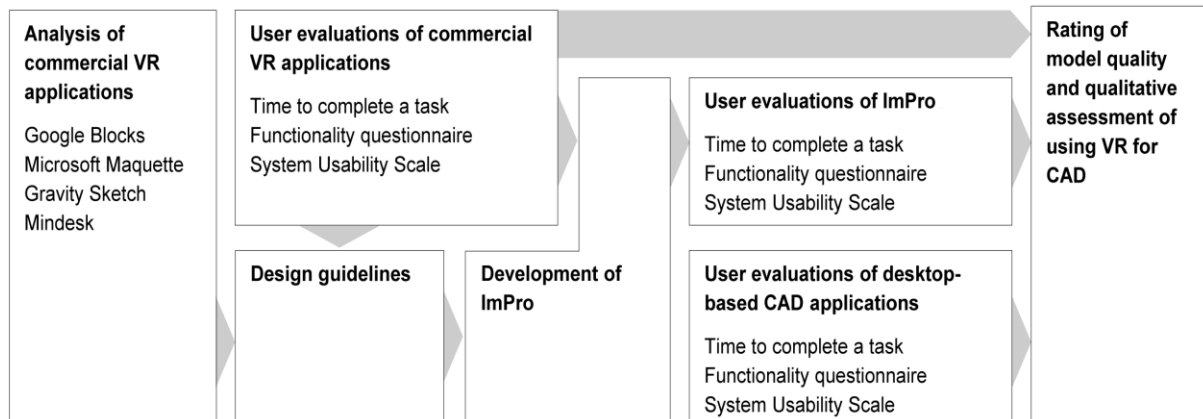 Analysis of
commercial VR
applications
Google Blocks
Microsoft Maquette
Gravity Sketch
Mindesk
User evaluations of commercial
VR applications
Time to complete a task
Functionality questionnaire
System Usability Scale
Design guidelines
Development of
ImPro
User evaluations of ImPro
Time to complete a task
Functionality questionnaire
System Usability Scale
User evaluations of desktop-
based CAD applications
Time to complete a task
Functionality questionnaire
System Usability Scale
Rating of
model quality
and qualitative
assessment of
using VR for
CAD